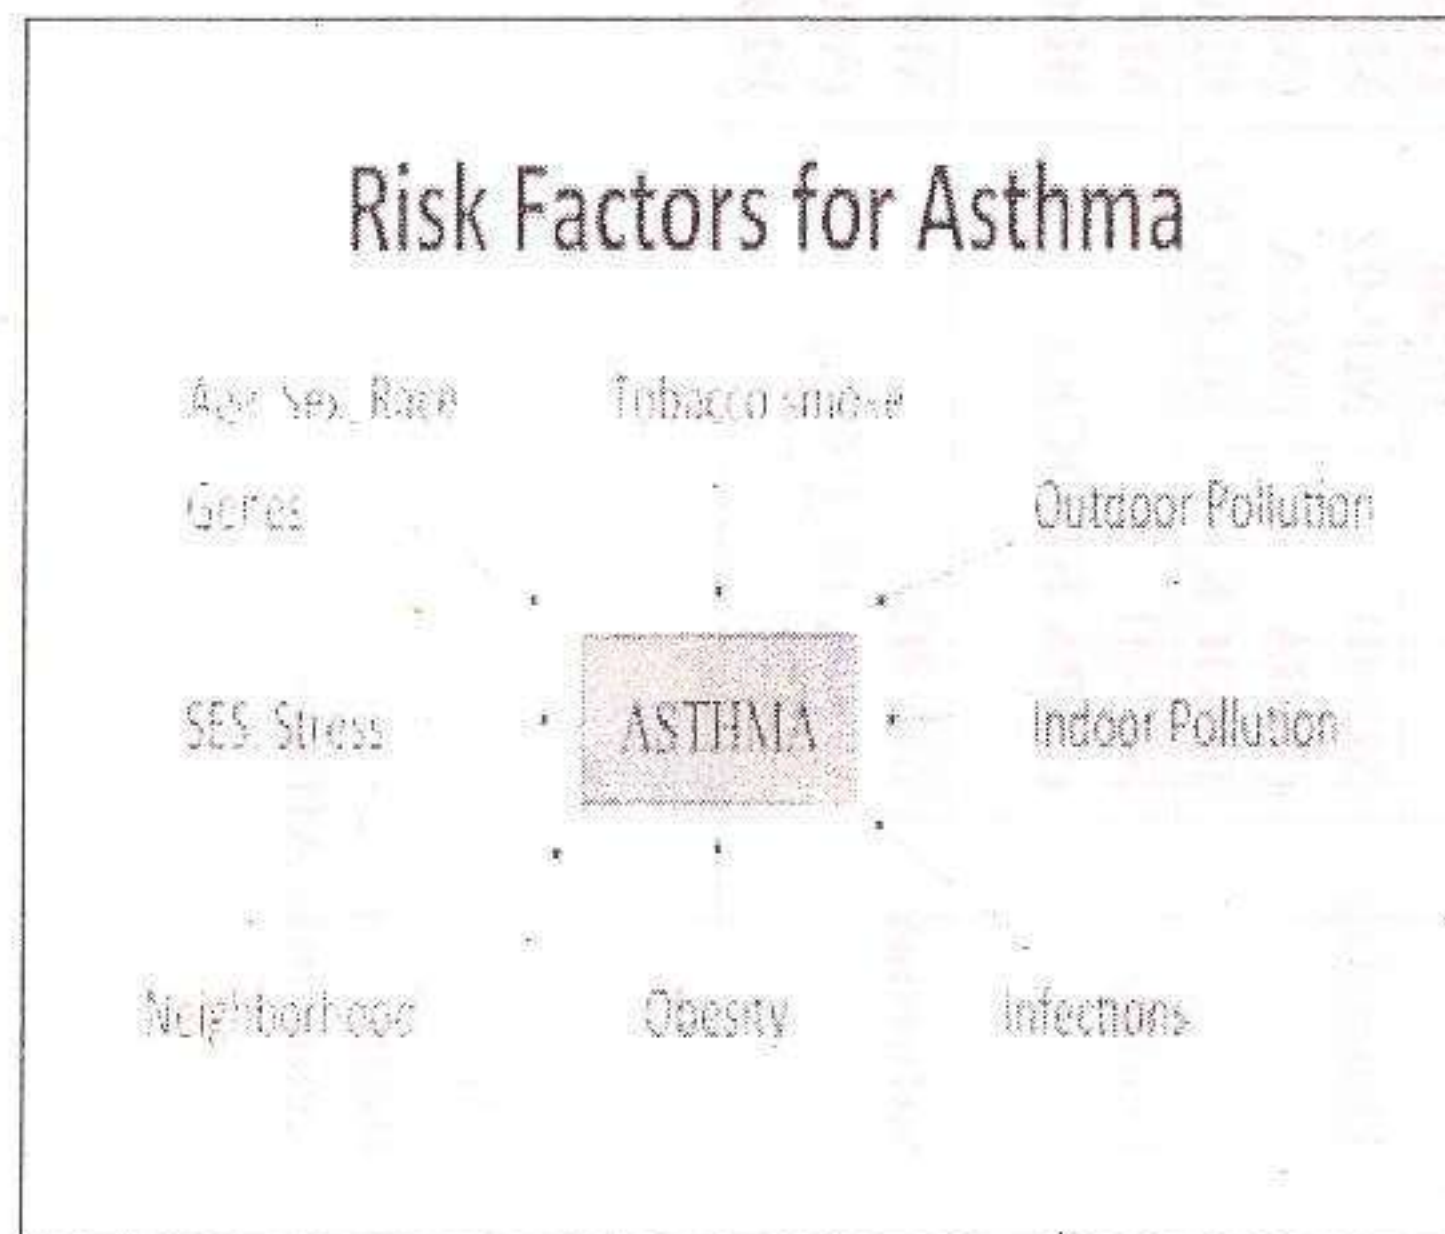 Risk Factors for Asthma
Age, Sex, Race
Tobacco smoke
Genes
Outdoor Pollution
SES, Stress
ASTHMA
Indoor Pollution
Neighborhood
Obesity
Infections